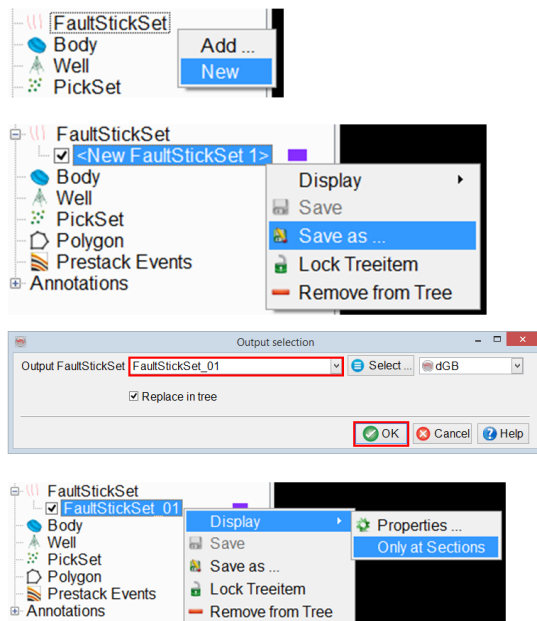 FaultStickSet
Body
Add ...
Well
New
PickSet
FaultStickSet
<New FaultStickSet 1>
Body
Display
Well
Save
PickSet
Save as ...
Polygon
Prestack Events
Lock Treeitem
Annotations
Remove from Tree
Output selection
Output FaultStickSet FaultStickSet_01 Select ... dGB
Replace in tree
OK Cancel Help
FaultStickSet
FaultStickSet_01
Display
Properties ...
Body
Well
Save
Only at Sections
PickSet
Save as ...
Polygon
Prestack Events
Lock Treeitem
Annotations
Remove from Tree